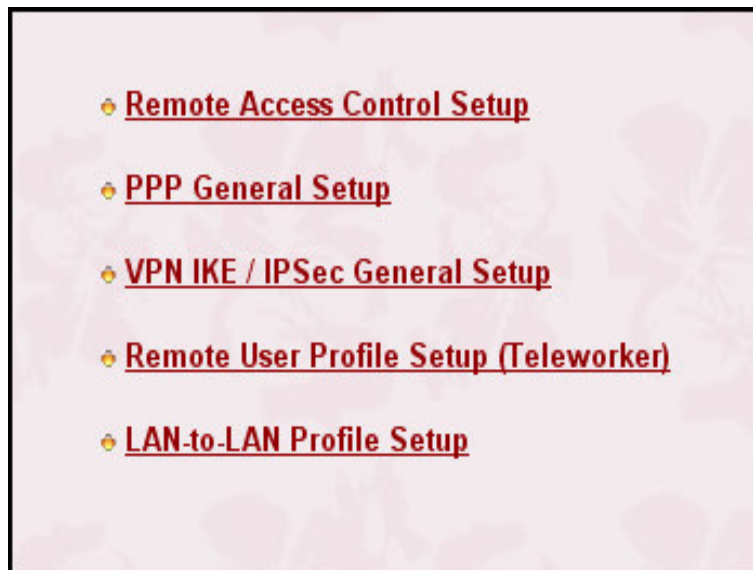 Remote Access Control Setup
PPP General Setup
VPN IKE / IPSec General Setup
Remote User Profile Setup (Teleworker)
LAN-to-LAN Profile Setup